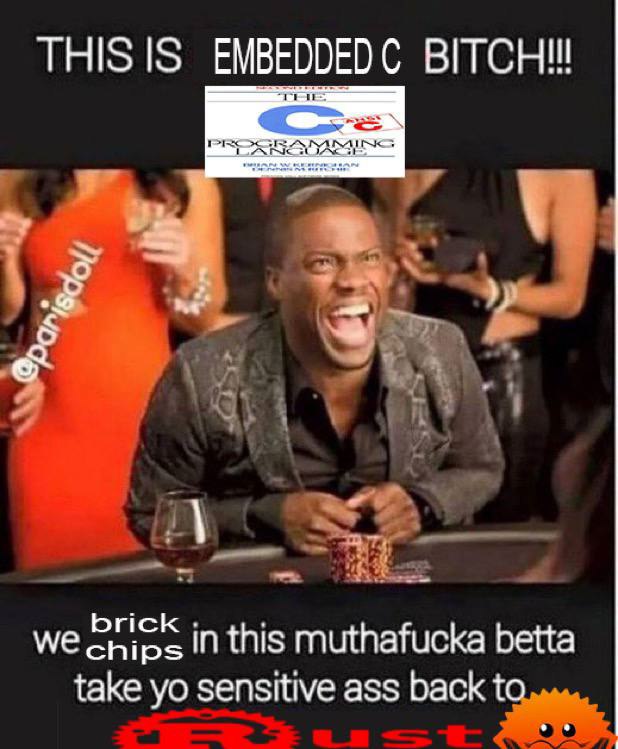 THIS IS EMBEDDED C BITCH!!!
SECOND EDITION
THE
C
ANSI C
PROGRAMMING
LANGUAGE
BRIAN W KERNIGHAN
DENNIS M. RITCHIE
@parisdoll
we brick chips in this muthafucka betta
take yo sensitive ass back to
Rust